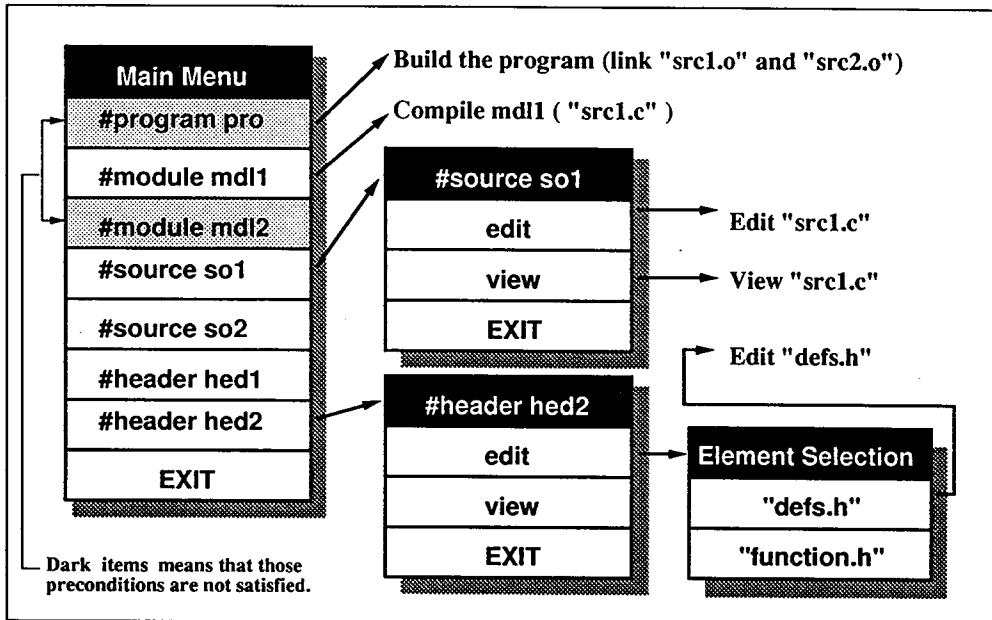 Main Menu
#program pro
#module mdl1
#module mdl2
#source so1
#source so2
#header hed1
#header hed2
EXIT
Build the program (link "src1.o" and "src2.o")
Compile mdl1 ( "src1.c" )
#source so1
edit
view
EXIT
Edit "src1.c"
View "src1.c"
Edit "defs.h"
#header hed2
edit
view
EXIT
Element Selection
"defs.h"
"function.h"
Dark items means that those
preconditions are not satisfied.